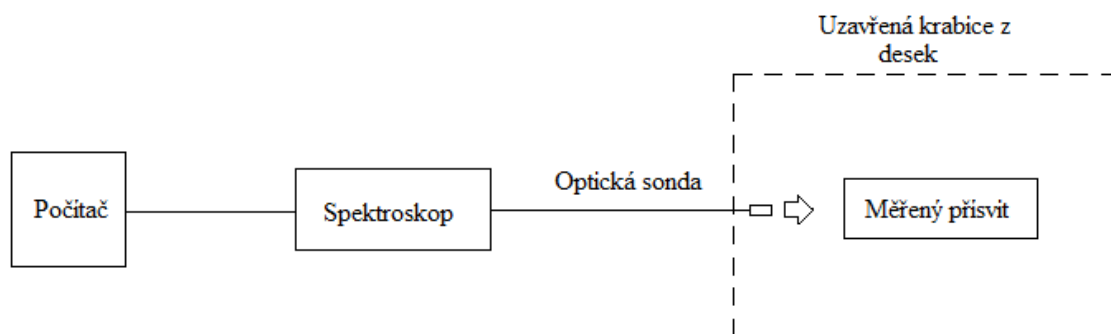 Uzavřená krabice z
desek
Optická sonda
Počítač
Spektroskop
Měřený přísvit